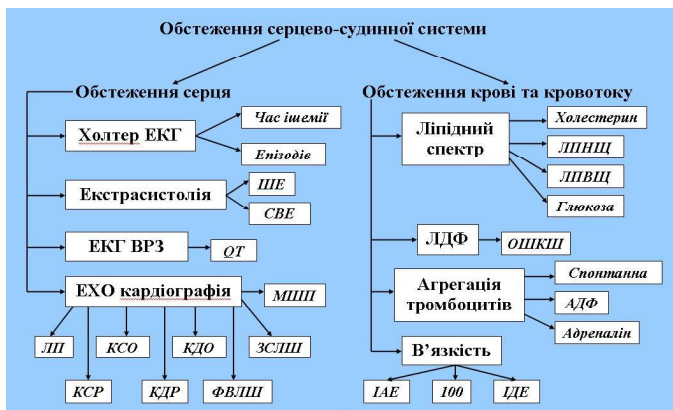 Обстеження серцево-судинної системи
Обстеження серця
Холтер ЕКГ
Час ішемії
Епізодів
Екстрасистолія
ШЕ
СВЕ
ЕКГ ВРЗ
QT
ЕХО кардіографія
МШП
ЛП
КСО
КДО
ЗСЛШ
КСР
КДР
ФВЛШ
Обстеження крові та кровотоку
Ліпідний
спектр
Холестерин
ЛПНЩ
ЛПВЩ
Глюкоза
ЛДФ
ОШКШ
Агрегація
тромбоцитів
Спонтанна
АДФ
Адреналін
В’язкість
ІАЕ
100
ІДЕ